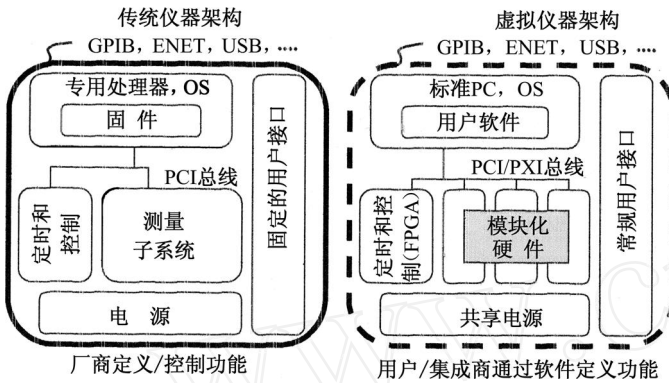 传统仪器架构
GPIB，ENET，USB，....
专用处理器，OS
固 件
PCI总线
定时和
控制
测量
子系统
固定的用户接口
电 源
厂商定义/控制功能
虚拟仪器架构
GPIB，ENET，USB，....
标准PC，OS
用户软件
PCI/PXI总线
定时和控
制(FPGA)
模块化
硬 件
常规用户接口
共享电源
用户/集成商通过软件定义功能